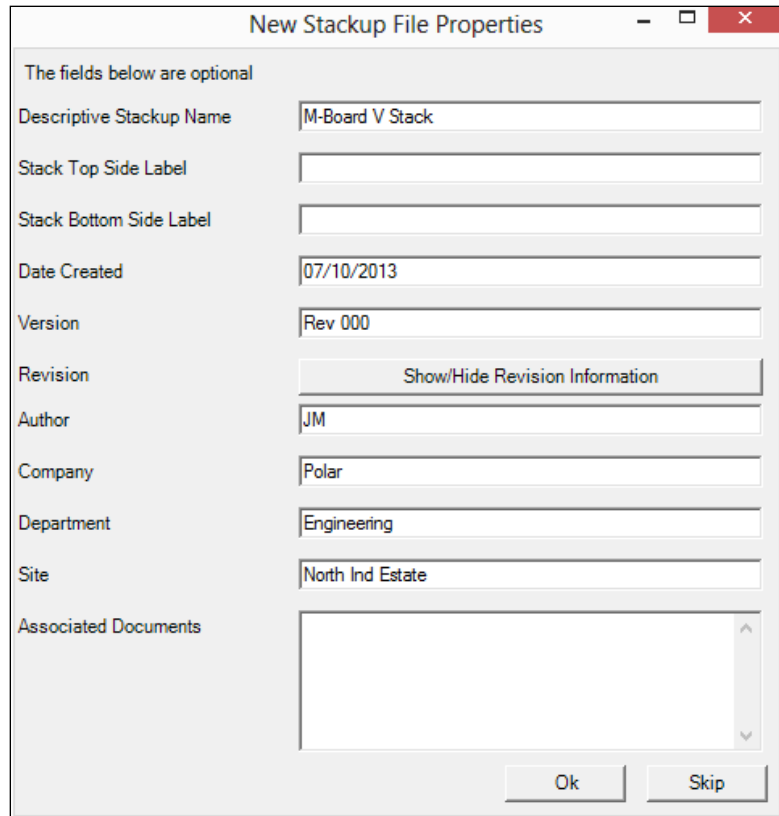 New Stackup File Properties
The fields below are optional
Descriptive Stackup Name M-Board V Stack
Stack Top Side Label
Stack Bottom Side Label
Date Created 07/10/2013
Version Rev 000
Revision Show/Hide Revision Information
Author JM
Company Polar
Department Engineering
Site North Ind Estate
Associated Documents
Ok Skip